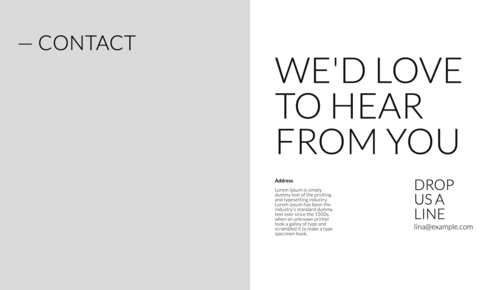 — CONTACT
WE'D LOVE
TO HEAR
FROM YOU
Address
Lorem Ipsum is simply
dummy text of the printing
and typesetting industry.
Lorem Ipsum has been the
industry's standard dummy
text ever since the 1500s,
when an unknown printer
took a galley of type and
scrambled it to make a type
specimen book.
DROP
US A
LINE
lina@example.com